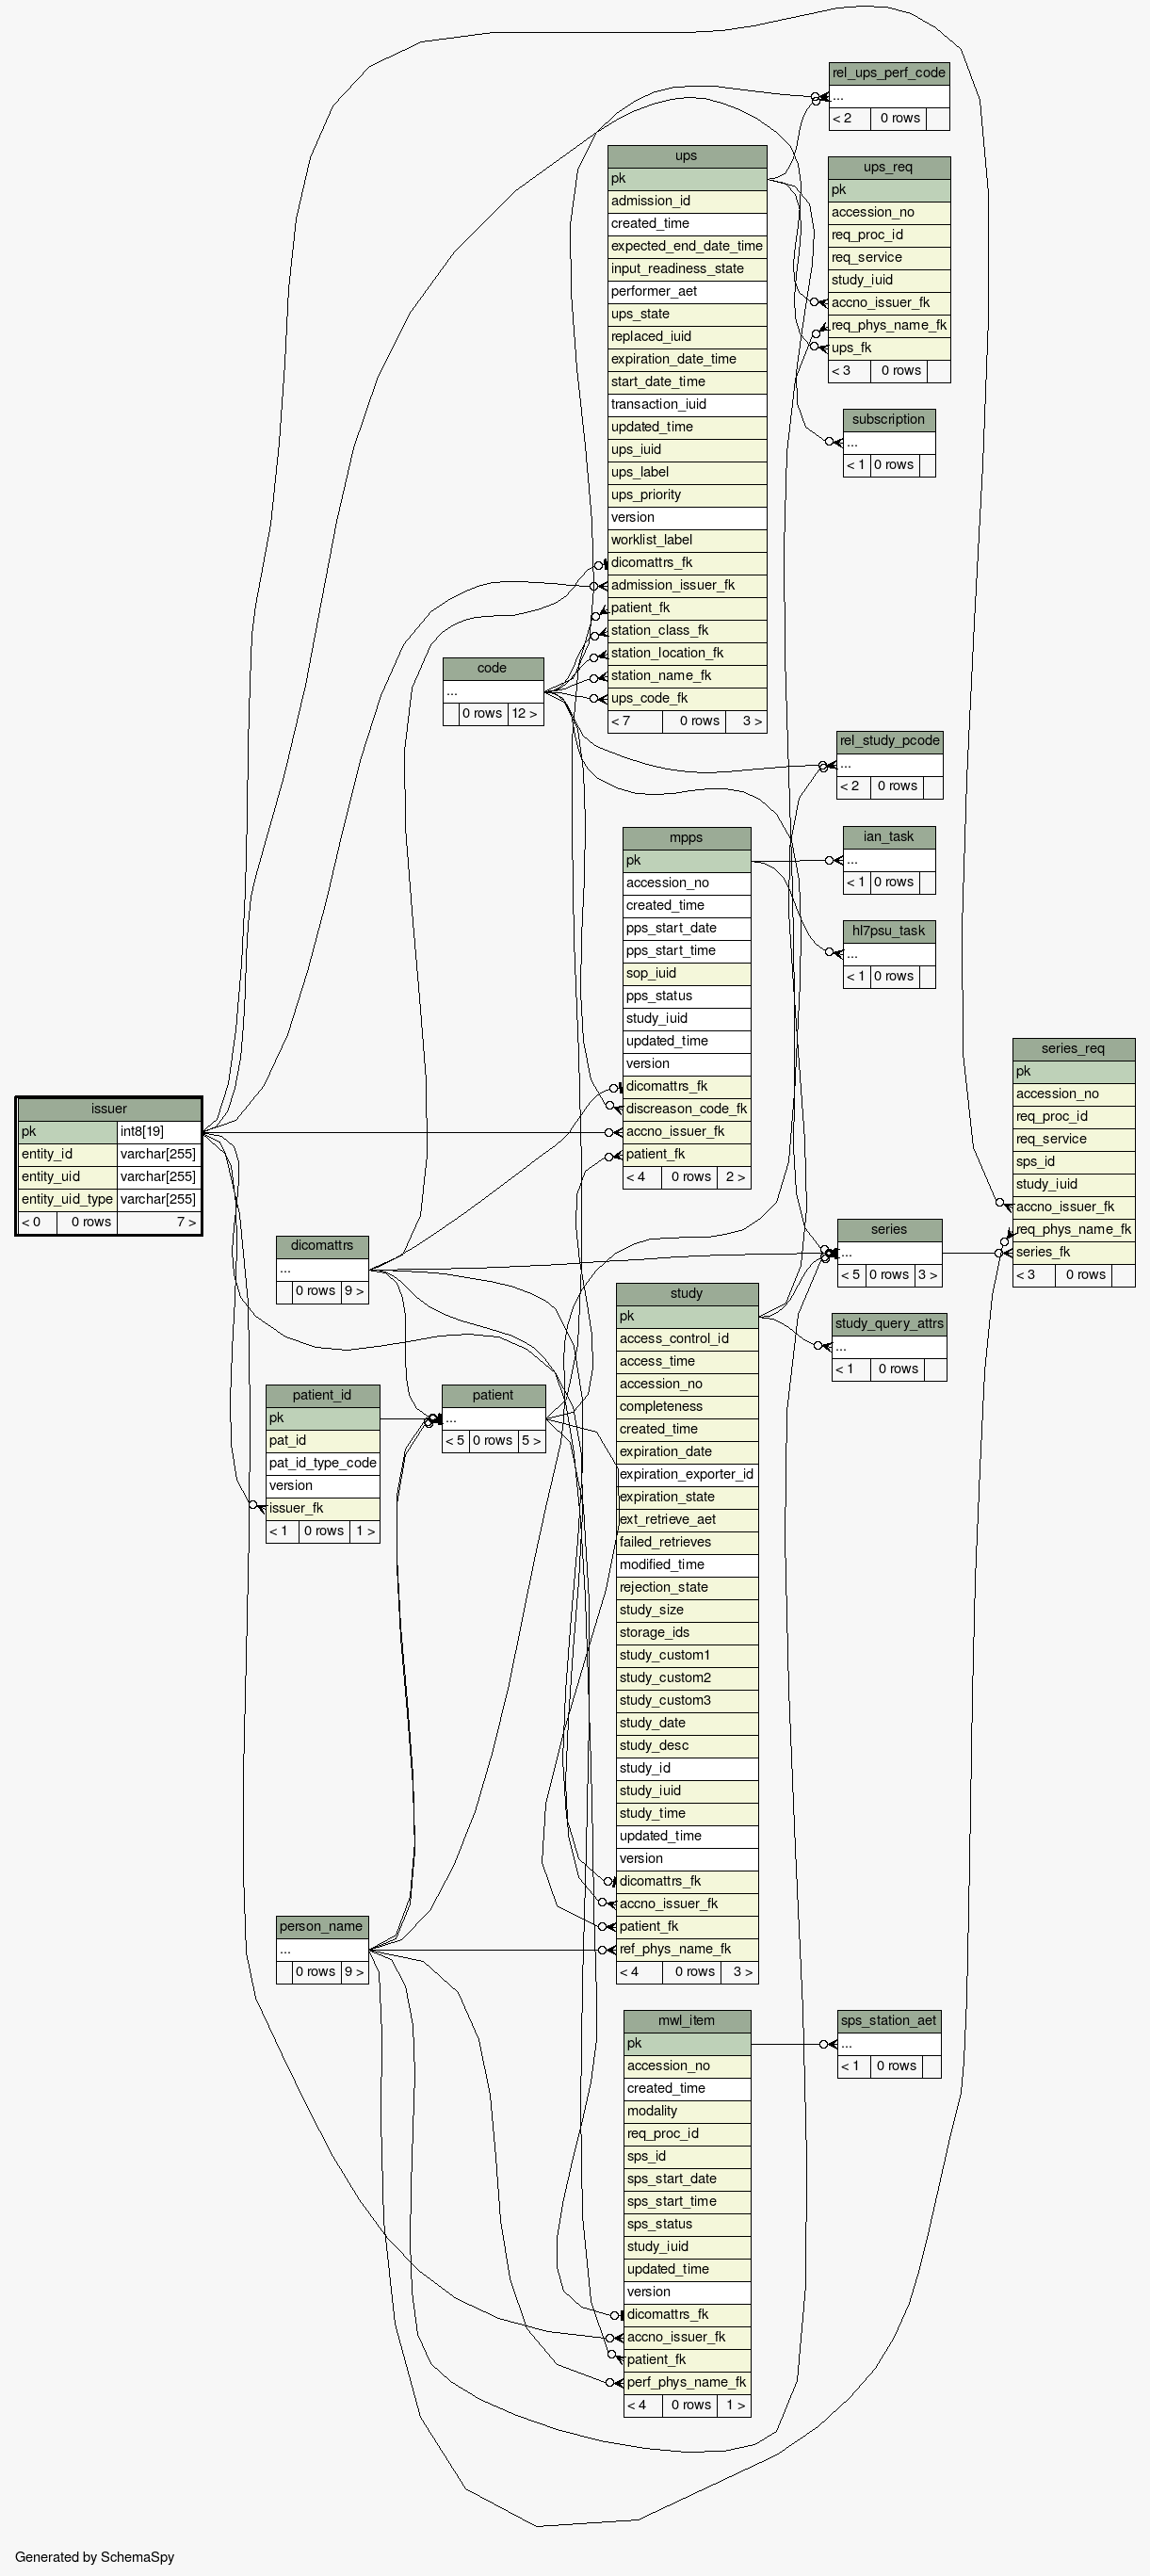 rel_ups_perf_code
...
< 2 0 rows
ups
pk
admission_id
created_time
expected_end_date_time
input_readiness_state
performer_aet
ups_state
replaced_iuid
expiration_date_time
start_date_time
transaction_iuid
updated_time
ups_iuid
ups_label
ups_priority
version
worklist_label
dicomattrs_fk
admission_issuer_fk
patient_fk
station_class_fk
station_location_fk
station_name_fk
ups_code_fk
< 7 0 rows 3 >
ups_req
pk
accession_no
req_proc_id
req_service
study_iuid
accno_issuer_fk
req_phys_name_fk
ups_fk
< 3 0 rows
subscription
...
< 1 0 rows
code
...
0 rows 12 >
rel_study_pcode
...
< 2 0 rows
mpps
pk
accession_no
created_time
pps_start_date
pps_start_time
sop_iuid
pps_status
study_iuid
updated_time
version
dicomattrs_fk
discreason_code_fk
accno_issuer_fk
patient_fk
< 4 0 rows 2 >
ian_task
...
< 1 0 rows
hl7psu_task
...
< 1 0 rows
series_req
pk
accession_no
req_proc_id
req_service
sps_id
study_iuid
accno_issuer_fk
req_phys_name_fk
series_fk
< 3 0 rows
issuer
pk int8[19]
entity_id varchar[255]
entity_uid varchar[255]
entity_uid_type varchar[255]
< 0 0 rows 7 >
dicomattrs
...
0 rows 9 >
series
...
< 5 0 rows 3 >
study
pk
access_control_id
access_time
accession_no
completeness
created_time
expiration_date
expiration_exporter_id
expiration_state
ext_retrieve_aet
failed_retrieves
modified_time
rejection_state
study_size
storage_ids
study_custom1
study_custom2
study_custom3
study_date
study_desc
study_id
study_iuid
study_time
updated_time
version
dicomattrs_fk
accno_issuer_fk
patient_fk
ref_phys_name_fk
< 4 0 rows 3 >
study_query_attrs
...
< 1 0 rows
patient_id
pk
pat_id
pat_id_type_code
version
issuer_fk
< 1 0 rows 1 >
patient
...
< 5 0 rows 5 >
person_name
...
0 rows 9 >
mwl_item
pk
accession_no
created_time
modality
req_proc_id
sps_id
sps_start_date
sps_start_time
sps_status
study_iuid
updated_time
version
dicomattrs_fk
accno_issuer_fk
patient_fk
perf_phys_name_fk
< 4 0 rows 1 >
sps_station_aet
...
< 1 0 rows
Generated by SchemaSpy